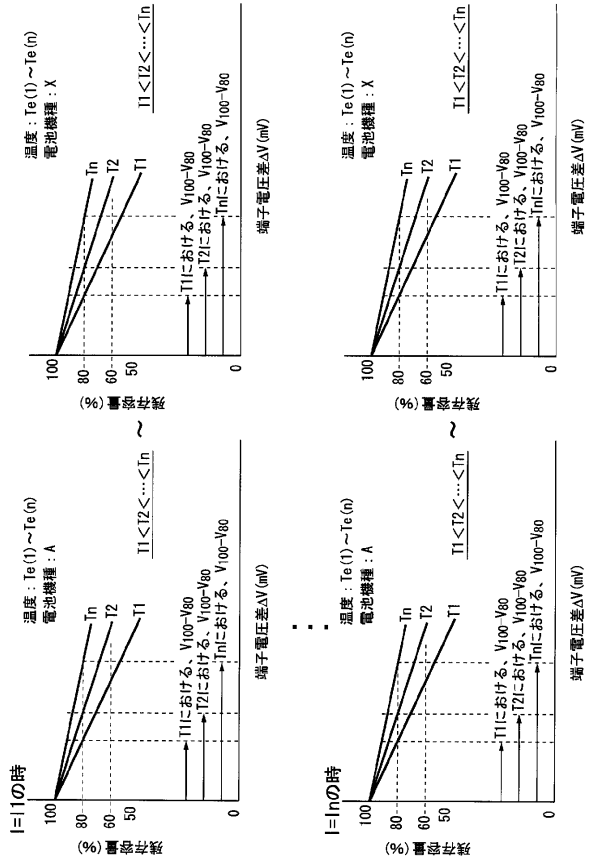 I=I1の時
温度：Te(1)～Te(n)
電池機種：A
残存容量(%)
100
80
60
50
0
Tn
T2
T1
T1<T2<…<Tn
T1における、V100-V80
T2における、V100-V80
Tnにおける、V100-V80
端子電圧差ΔV(mV)
～
温度：Te(1)～Te(n)
電池機種：X
残存容量(%)
100
80
60
50
0
Tn
T2
T1
T1<T2<…<Tn
T1における、V100-V80
T2における、V100-V80
Tnにおける、V100-V80
端子電圧差ΔV(mV)
⋮
I=Inの時
温度：Te(1)～Te(n)
電池機種：A
残存容量(%)
100
80
60
50
0
Tn
T2
T1
T1<T2<…<Tn
T1における、V100-V80
T2における、V100-V80
Tnにおける、V100-V80
端子電圧差ΔV(mV)
～
温度：Te(1)～Te(n)
電池機種：X
残存容量(%)
100
80
60
50
0
Tn
T2
T1
T1<T2<…<Tn
T1における、V100-V80
T2における、V100-V80
Tnにおける、V100-V80
端子電圧差ΔV(mV)